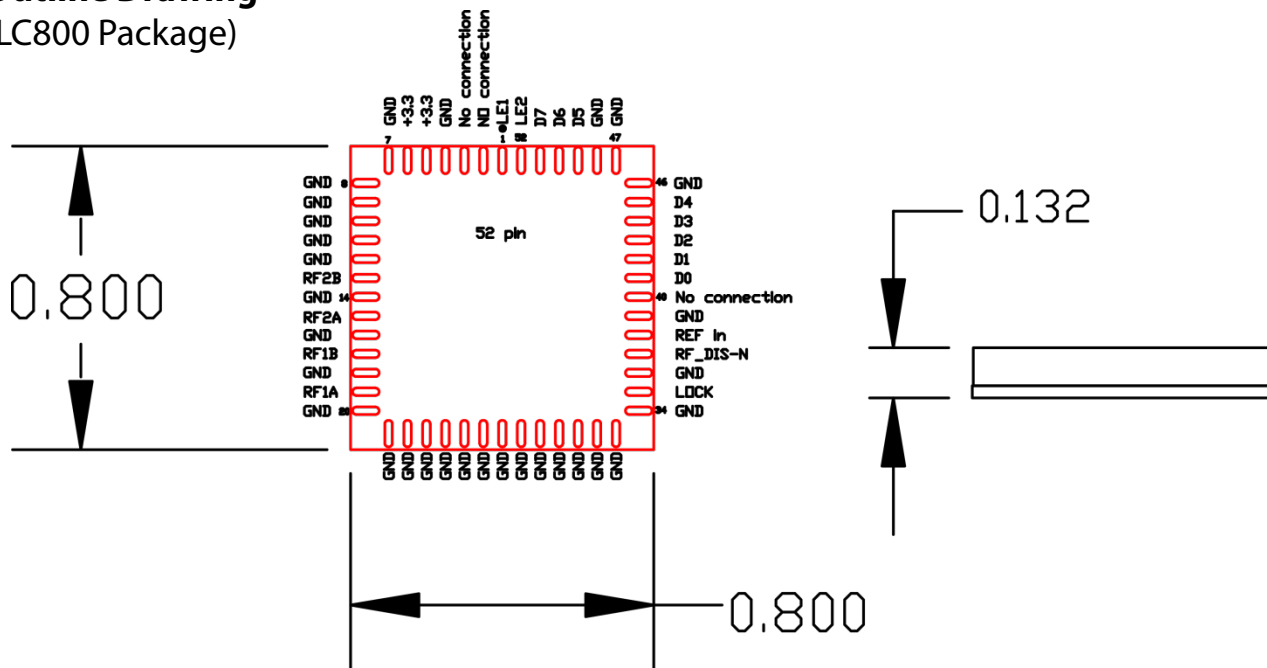 LC800 Package)
GND
+3.3
+3.3
GND
No connection
NO connection
LE1
LE2
D7
D6
D5
GND
GND
7
1
52
47
GND 8
GND
GND
GND
GND
RF2B
GND 14
RF2A
GND
RF1B
GND
RF1A
GND 20
52 pin
46 GND
D4
D3
D2
D1
D0
40 No connection
GND
REF in
RF_DIS-N
GND
LOCK
34 GND
GND
GND
GND
GND
GND
GND
GND
GND
GND
GND
GND
GND
GND
0.800
0.132
0.800